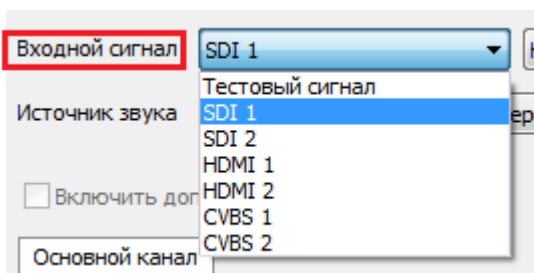 Входной сигнал SDI 1
Тестовый сигнал
Источник звука SDI 1
SDI 2
HDMI 1
Включить HDMI 2
CVBS 1
Основной канал CVBS 2